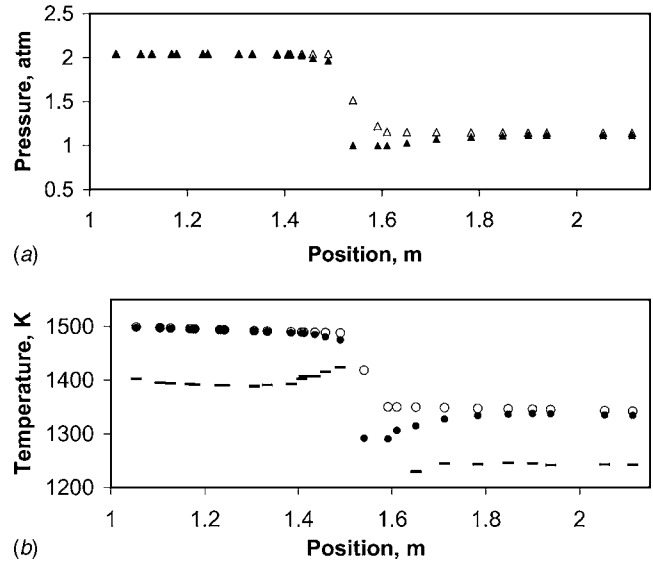 2.5
2
1.5
1
0.5
Pressure, atm
1 1.2 1.4 1.6 1.8 2
Position, m
(a)
1500
1400
1300
1200
Temperature, K
1 1.2 1.4 1.6 1.8 2
Position, m
(b)